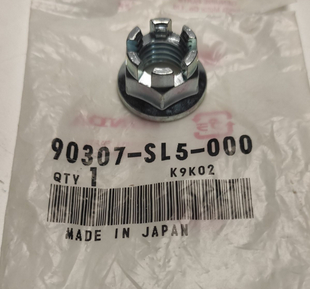 90307-SL5-000
QTY 1 K9K02
MADE IN JAPAN